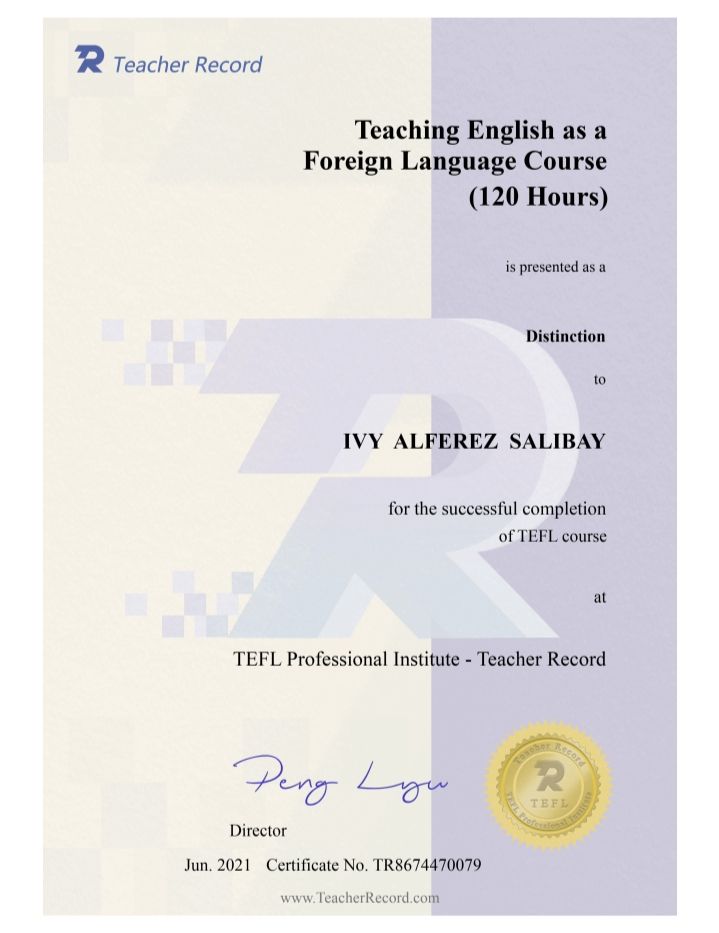 Teacher Record
Teaching English as a
Foreign Language Course
(120 Hours)
is presented as a
Distinction
to
IVY ALFEREZ SALIBAY
for the successful completion
of TEFL course
at
TEFL Professional Institute - Teacher Record
Peng Lyu
Teacher Record
TEFL
TEFL Professional Institute
Director
Jun. 2021 Certificate No. TR8674470079
www.TeacherRecord.com